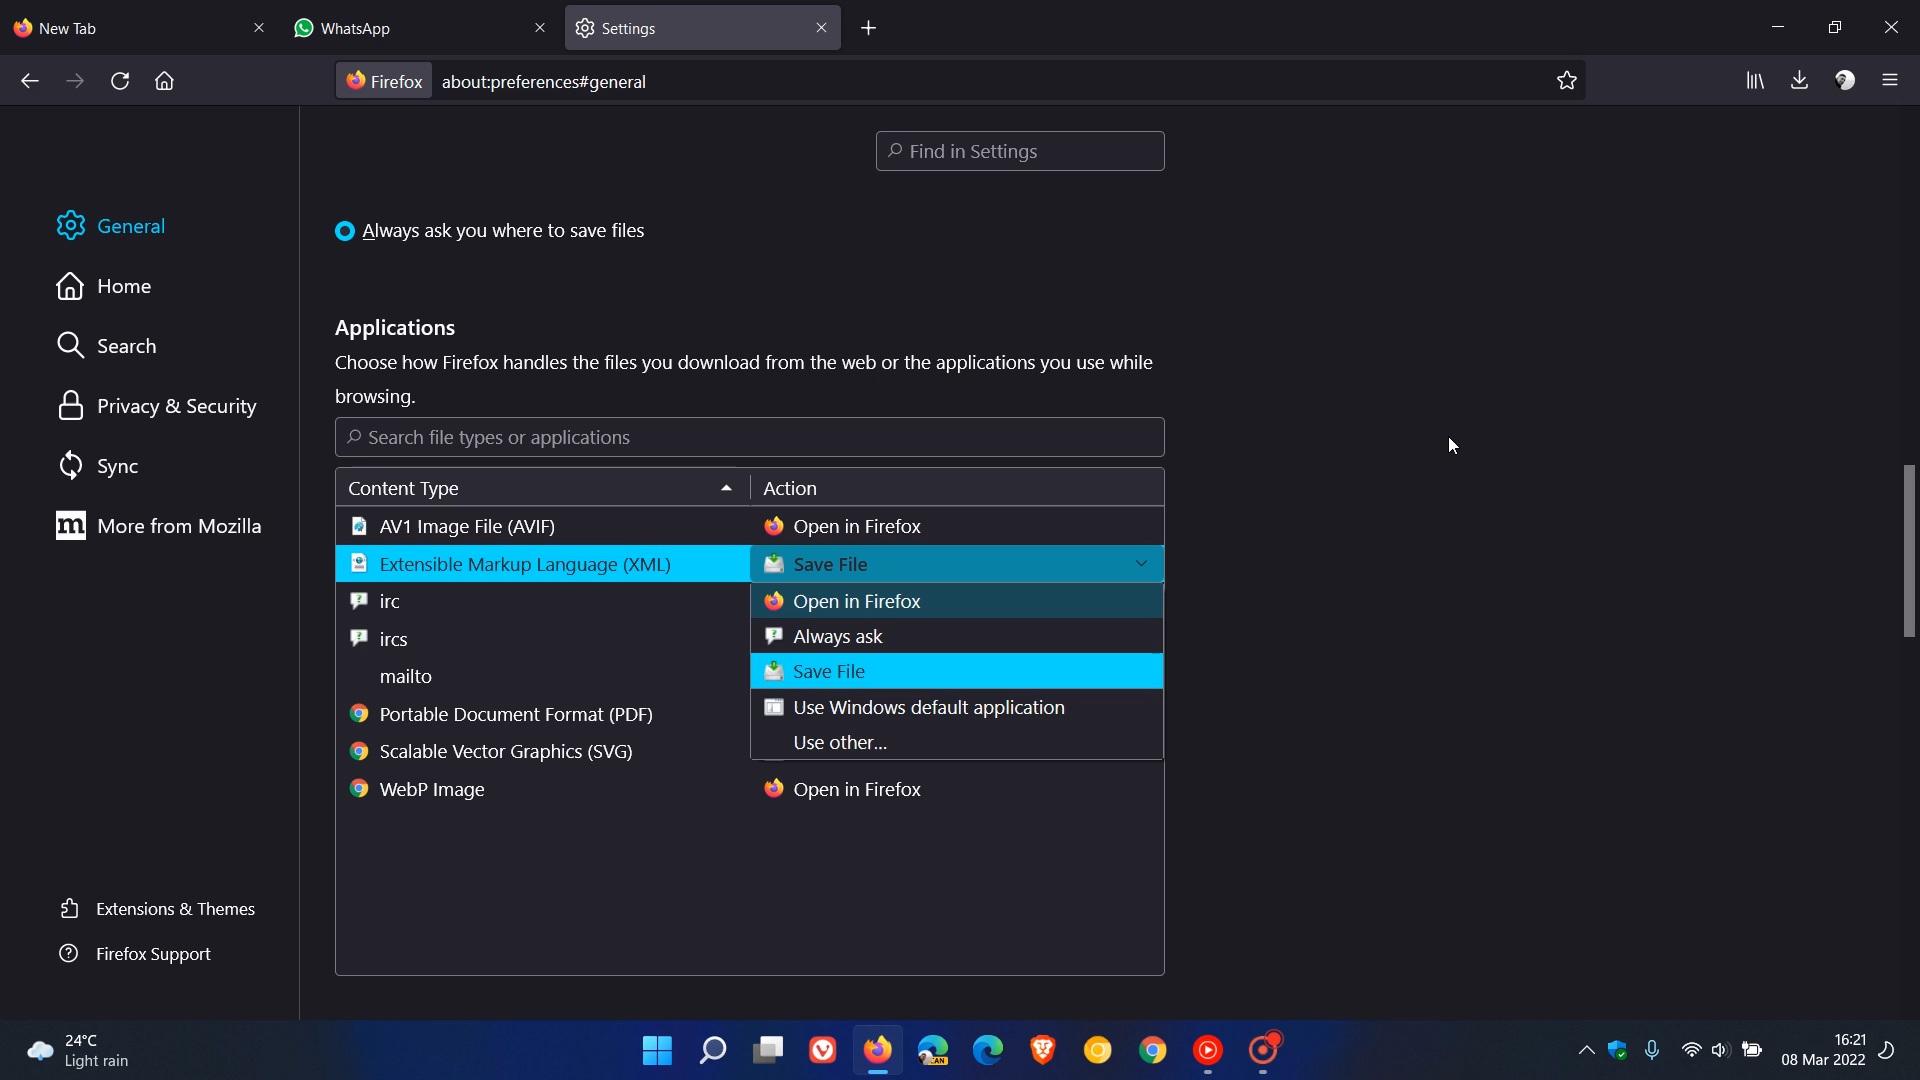 New Tab
WhatsApp
Settings
Firefox
about:preferences#general
Find in Settings
General
Home
Search
Privacy & Security
Sync
More from Mozilla
Extensions & Themes
Firefox Support
Always ask you where to save files
Applications
Choose how Firefox handles the files you download from the web or the applications you use while
browsing.
Search file types or applications
Content Type
Action
AV1 Image File (AVIF)
Open in Firefox
Extensible Markup Language (XML)
Save File
irc
Open in Firefox
ircs
Always ask
mailto
Save File
Portable Document Format (PDF)
Use Windows default application
Scalable Vector Graphics (SVG)
Use other...
WebP Image
Open in Firefox
24°C
Light rain
CAN
16:21
08 Mar 2022